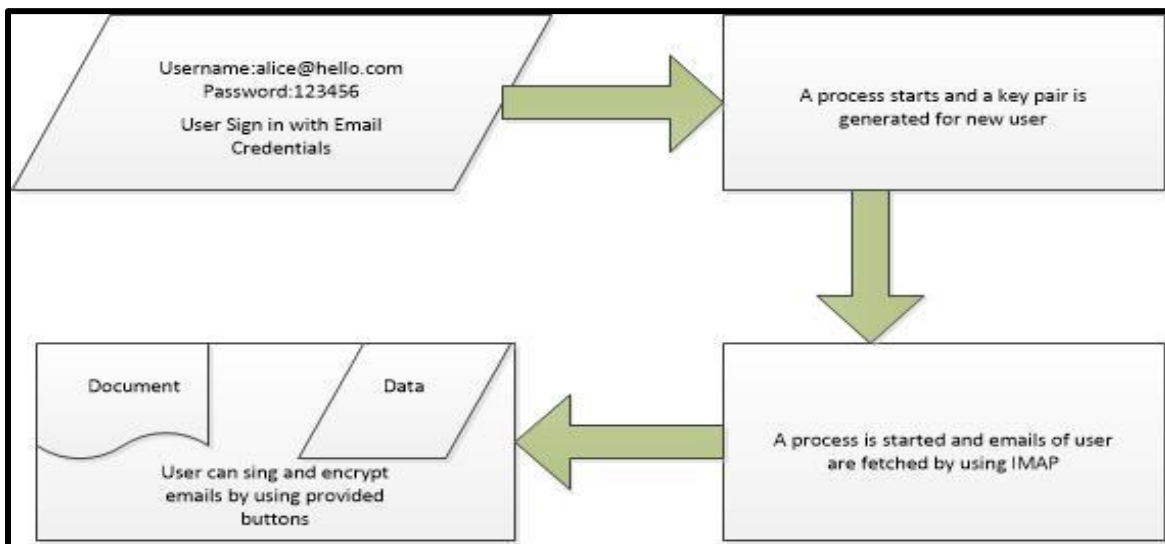 Username:alice@hello.com
Password:123456
User Sign in with Email
Credentials
A process starts and a key pair is
generated for new user
A process is started and emails of user
are fetched by using IMAP
Document
Data
User can sing and encrypt
emails by using provided
buttons